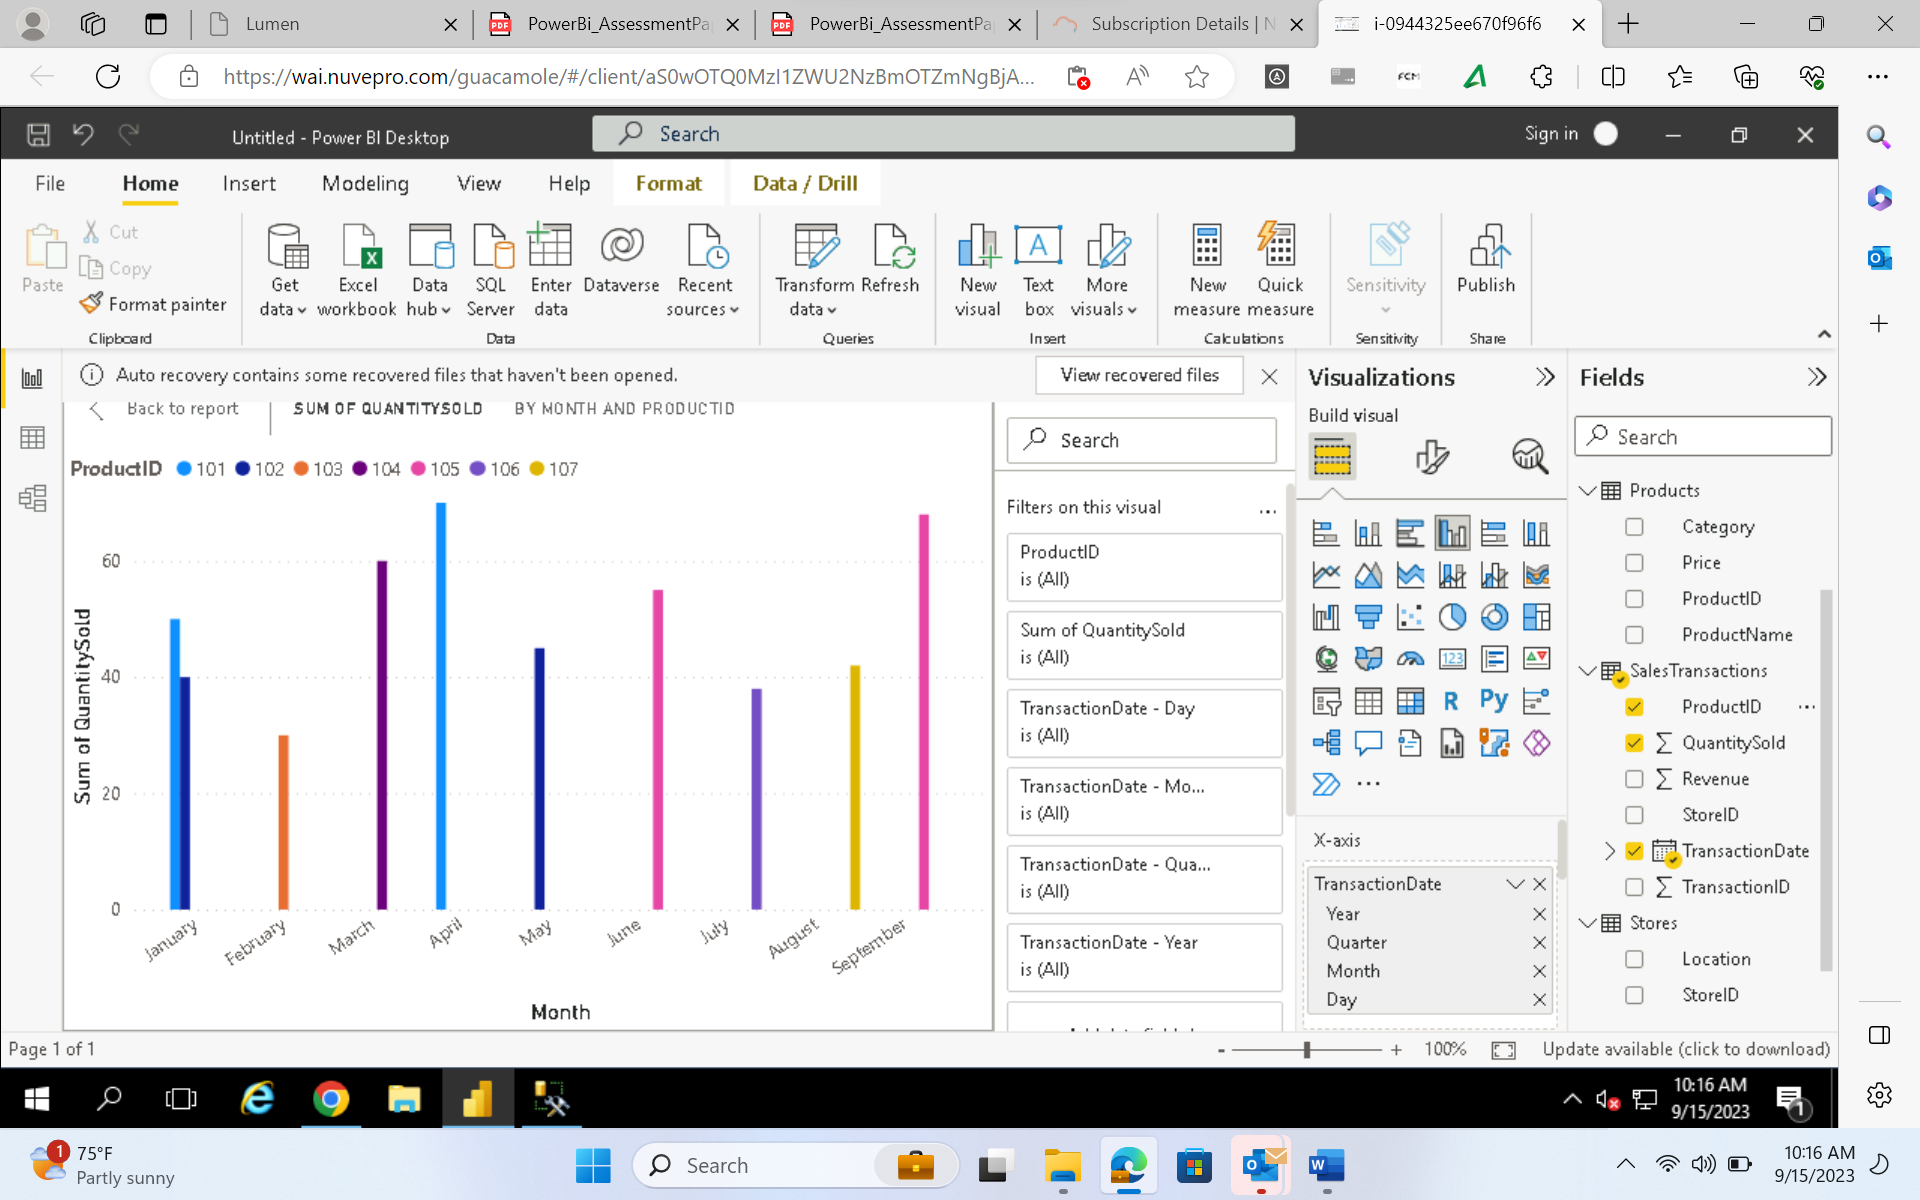 Lumen
PowerBi_AssessmentPa
PowerBi_AssessmentPa
Subscription Details | N
i-0944325ee670f96f6
https://wai.nuvepro.com/guacamole/#/client/aS0wOTQ0MzI1ZWU2NzBmOTZmNgBjA...
FCM
Untitled - Power BI Desktop
Search
Sign in
File Home Insert Modeling View Help Format Data / Drill
Paste
Cut
Copy
Format painter
Clipboard
Get data
Excel workbook
Data hub
SQL Server
Enter data
Dataverse
Recent sources
Data
Transform data
Refresh
Queries
New visual
Text box
More visuals
Insert
New measure
Quick measure
Calculations
Sensitivity
Sensitivity
Publish
Share
Auto recovery contains some recovered files that haven't been opened.
View recovered files
Back to report
SUM OF QUANTITYSOLD BY MONTH AND PRODUCTID
ProductID 101 102 103 104 105 106 107
Sum of QuantitySold
60
40
20
0
January February March April May June July August September
Month
Search
Filters on this visual ...
ProductID
is (All)
Sum of QuantitySold
is (All)
TransactionDate - Day
is (All)
TransactionDate - Mo...
is (All)
TransactionDate - Qua...
is (All)
TransactionDate - Year
is (All)
Visualizations
Build visual
123
R
Py
X-axis
TransactionDate
Year
Quarter
Month
Day
Fields
Search
Products
Category
Price
ProductID
ProductName
SalesTransactions
ProductID
QuantitySold
Revenue
StoreID
TransactionDate
TransactionID
Stores
Location
StoreID
Page 1 of 1
- + 100%
Update available (click to download)
10:16 AM
9/15/2023
1
1
75°F
Partly sunny
Search
10:16 AM
9/15/2023